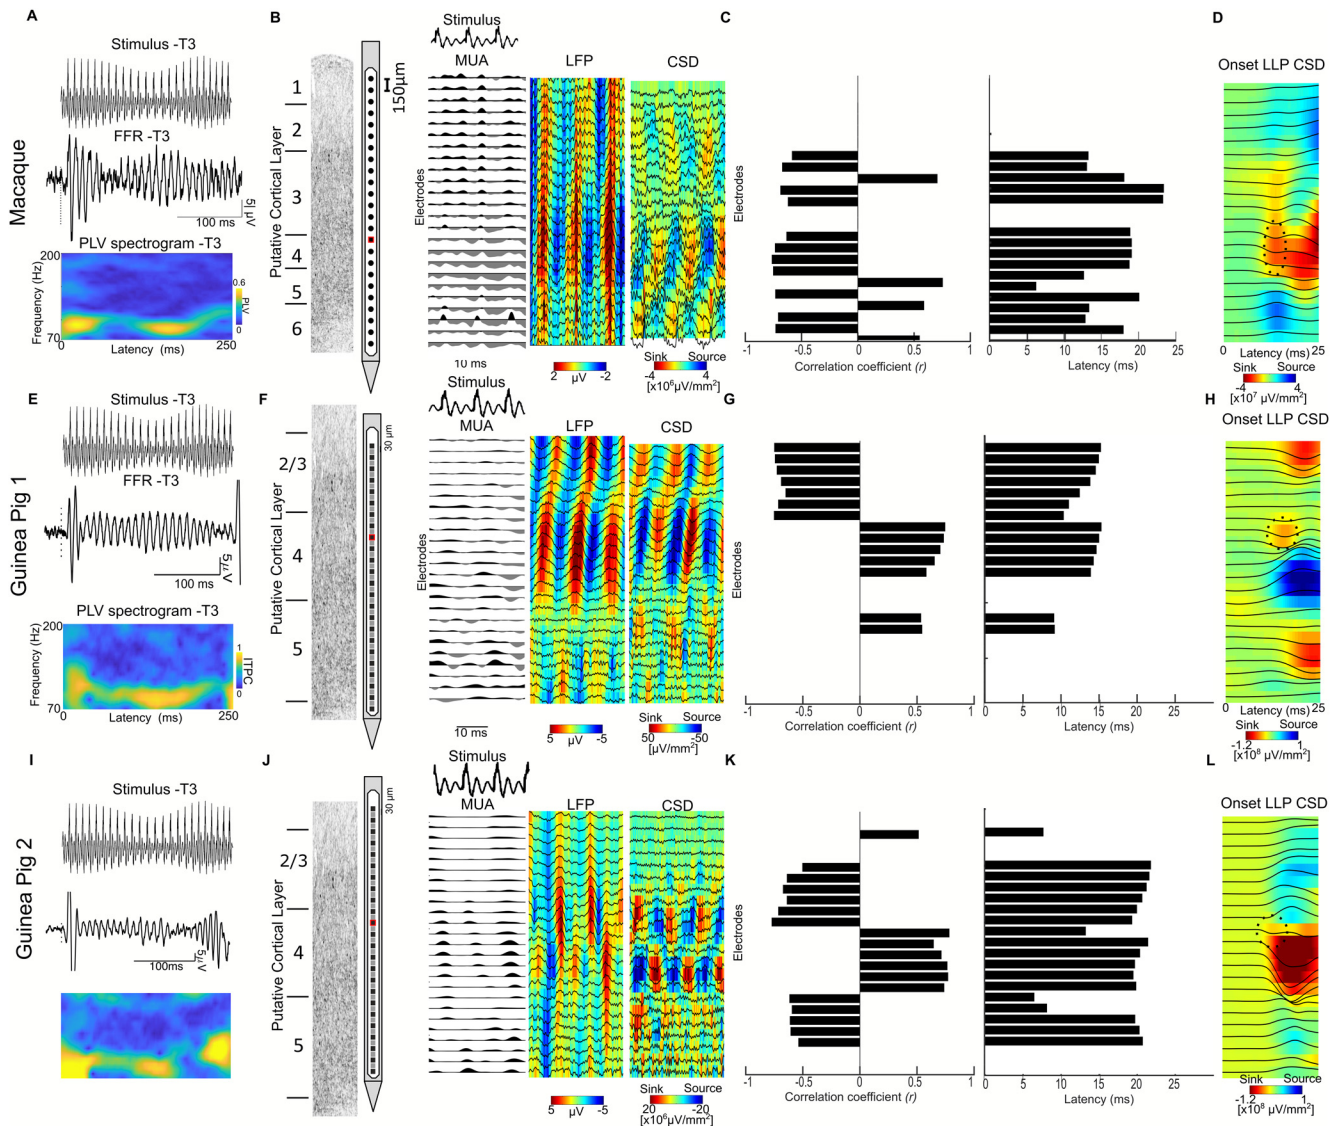 A
Stimulus -T3
FFR -T3
5 µV
100 ms
PLV spectrogram -T3
200
Frequency (Hz)
70
0.6
PLV
0
0
Latency (ms)
250
Macaque
B
Putative Cortical Layer
1
2
3
4
5
6
150µm
Stimulus
MUA
LFP
CSD
Electrodes
10 ms
2
-2
µV
Sink
Source
-4
4
[x10⁶µV/mm²]
C
Electrodes
-1
-0.5
0
0.5
1
Correlation coefficient (r)
0
5
10
15
20
25
Latency (ms)
D
Onset LLP CSD
0
Latency (ms)
25
Sink
Source
-4
4
[x10⁷ µV/mm²]
E
Stimulus -T3
FFR -T3
5µ V
100 ms
PLV spectrogram -T3
200
Frequency (Hz)
70
1
ITPC
0
0
Latency (ms)
250
Guinea Pig 1
F
Putative Cortical Layer
2/3
4
5
30 µm
Stimulus
MUA
LFP
CSD
Electrodes
10 ms
5
-5
µV
Sink
Source
50
-50
[µV/mm²]
G
Electrodes
-1
-0.5
0
0.5
1
Correlation coefficient (r)
0
5
10
15
20
25
Latency (ms)
H
Onset LLP CSD
0
Latency (ms)
25
Sink
Source
-1.2
1
[x10⁸ µV/mm²]
I
Stimulus -T3
5µ V
100ms
Guinea Pig 2
J
Putative Cortical Layer
2/3
4
5
30 µm
Stimulus
MUA
LFP
CSD
5
-5
µV
Sink
Source
20
-20
[x10⁶µV/mm²]
K
Electrodes
-1
-0.5
0
0.5
1
Correlation coefficient (r)
0
5
10
15
20
25
Latency (ms)
L
Onset LLP CSD
Sink
Source
-1.2
1
[x10⁸ µV/mm²]